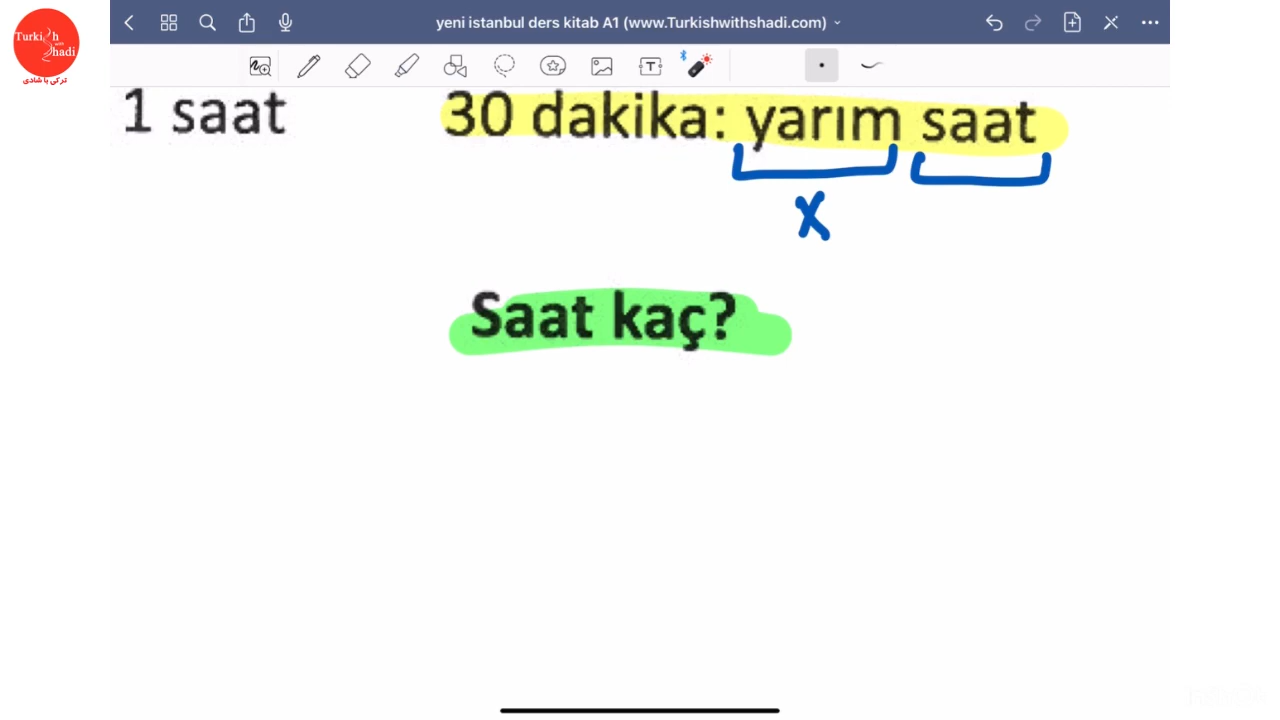 Turkish
with
Shadi
ترکی با شادی
yeni istanbul ders kitab A1 (www.Turkishwithshadi.com)
T
1 saat
30 dakika: yarım saat
x
Saat kaç?